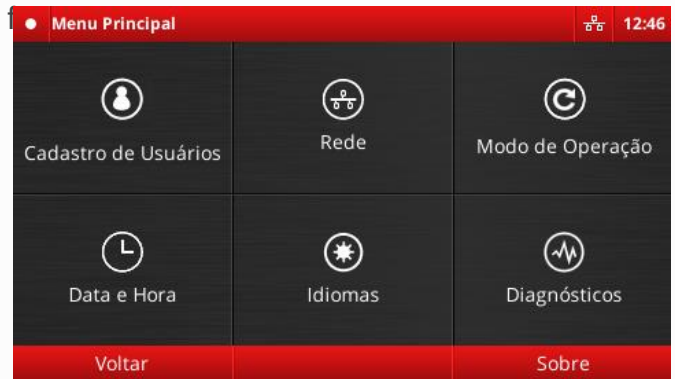 f
Menu Principal 12:46
Cadastro de Usuários
Rede
Modo de Operação
Data e Hora
Idiomas
Diagnósticos
Voltar
Sobre